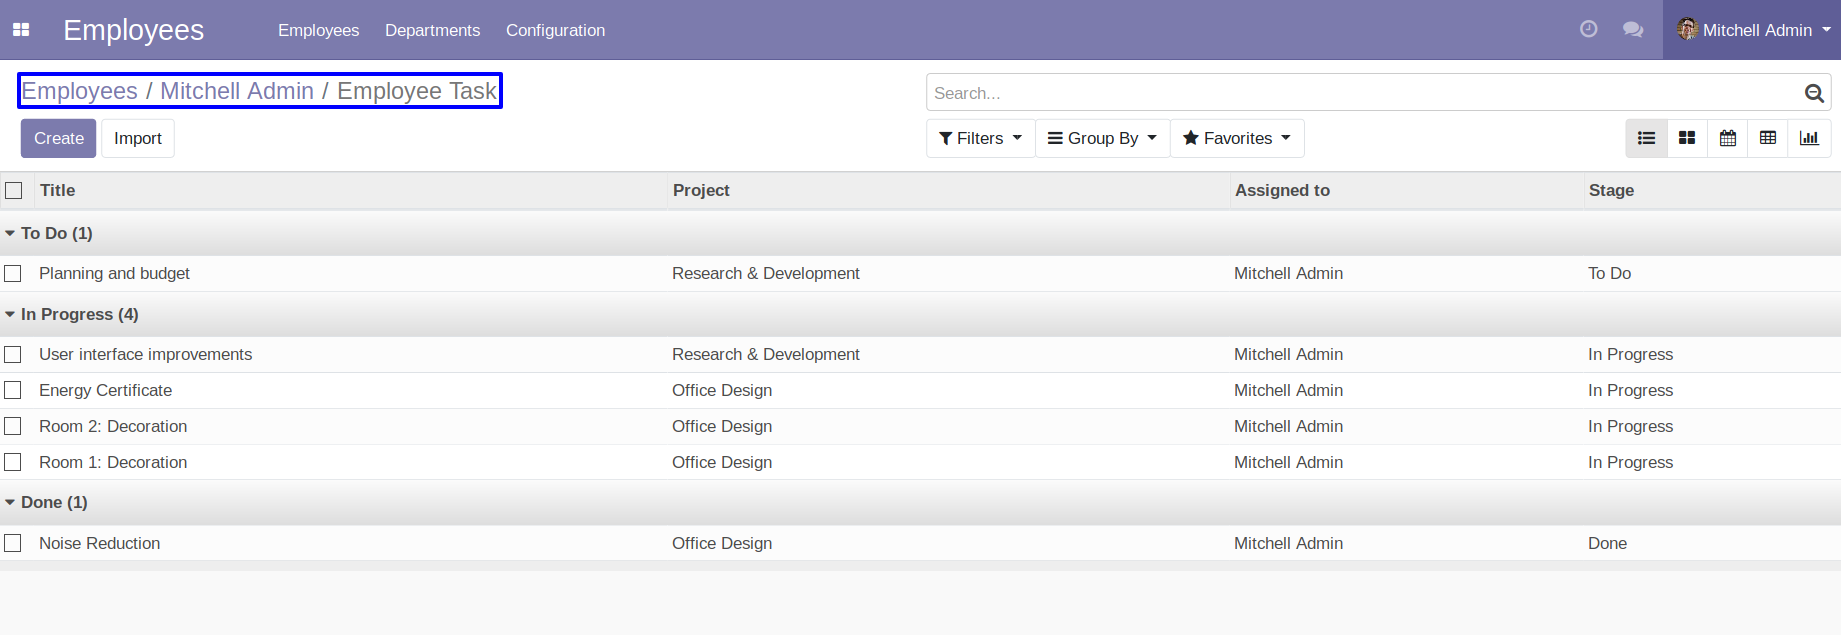 Employees Employees Departments Configuration Mitchell Admin
Employees / Mitchell Admin / Employee Task
Search...
Create Import Filters Group By Favorites
Title Project Assigned to Stage
To Do (1)
Planning and budget Research & Development Mitchell Admin To Do
In Progress (4)
User interface improvements Research & Development Mitchell Admin In Progress
Energy Certificate Office Design Mitchell Admin In Progress
Room 2: Decoration Office Design Mitchell Admin In Progress
Room 1: Decoration Office Design Mitchell Admin In Progress
Done (1)
Noise Reduction Office Design Mitchell Admin Done